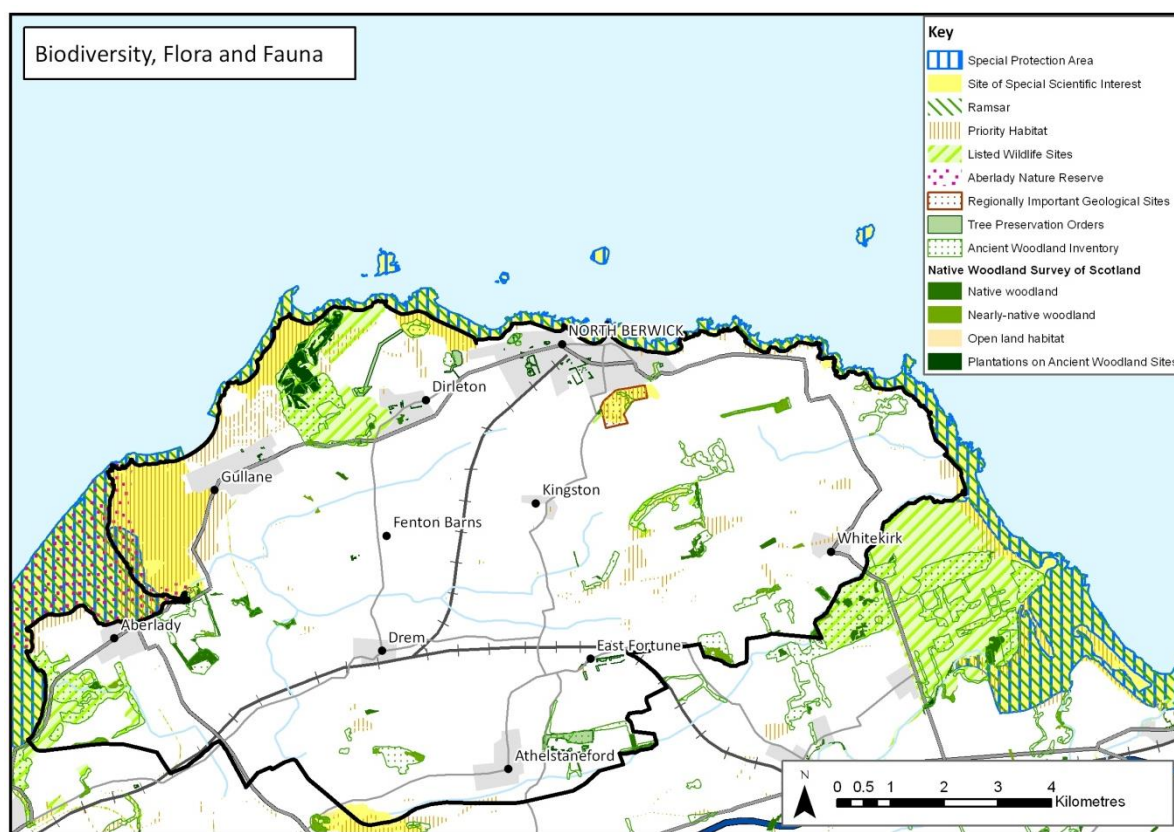 Biodiversity, Flora and Fauna
Key
Special Protection Area
Site of Special Scientific Interest
Ramsar
Priority Habitat
Listed Wildlife Sites
Aberlady Nature Reserve
Regionally Important Geological Sites
Tree Preservation Orders
Ancient Woodland Inventory
Native Woodland Survey of Scotland
Native woodland
Nearly-native woodland
Open land habitat
Plantations on Ancient Woodland Sites
NORTH BERWICK
Dirleton
Gullane
Kingston
Fenton Barns
Whitekirk
Aberlady
Drem
East Fortune
Athelstaneford
N
0 0.5 1 2 3 4
Kilometres